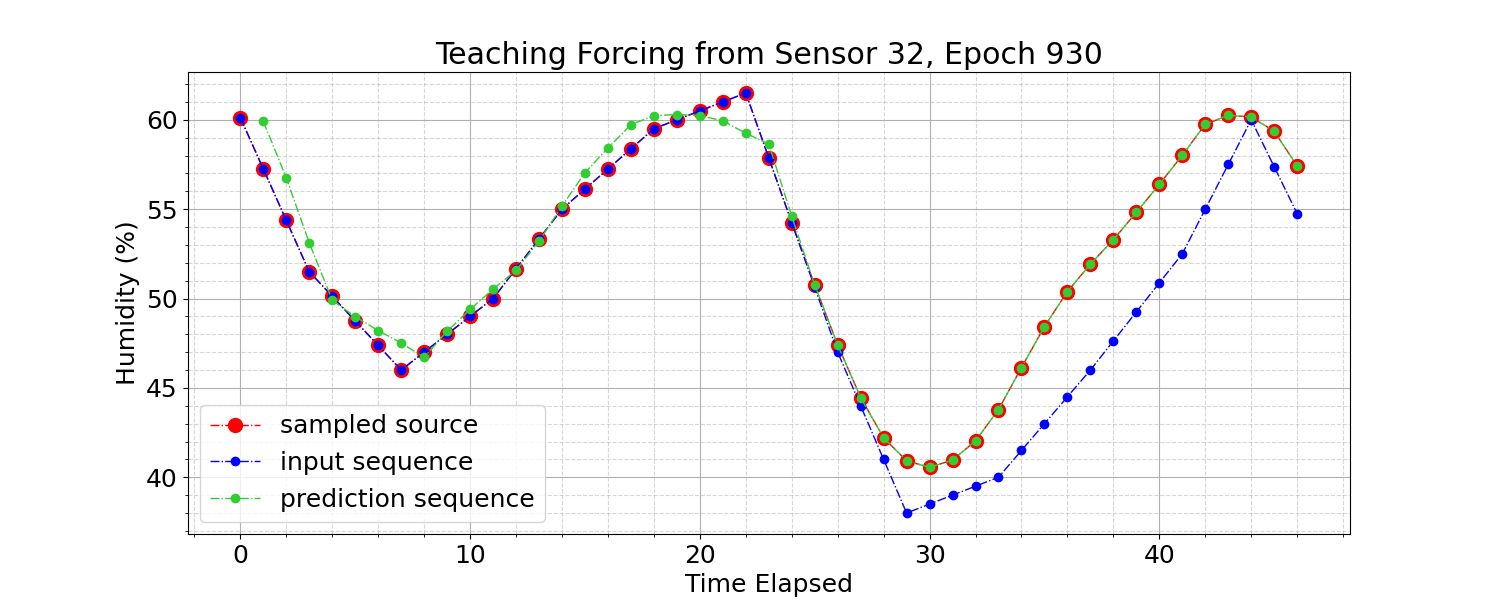 Teaching Forcing from Sensor 32, Epoch 930
Humidity (%)
60
55
50
45
40
sampled source
input sequence
prediction sequence
0 10 20 30 40
Time Elapsed